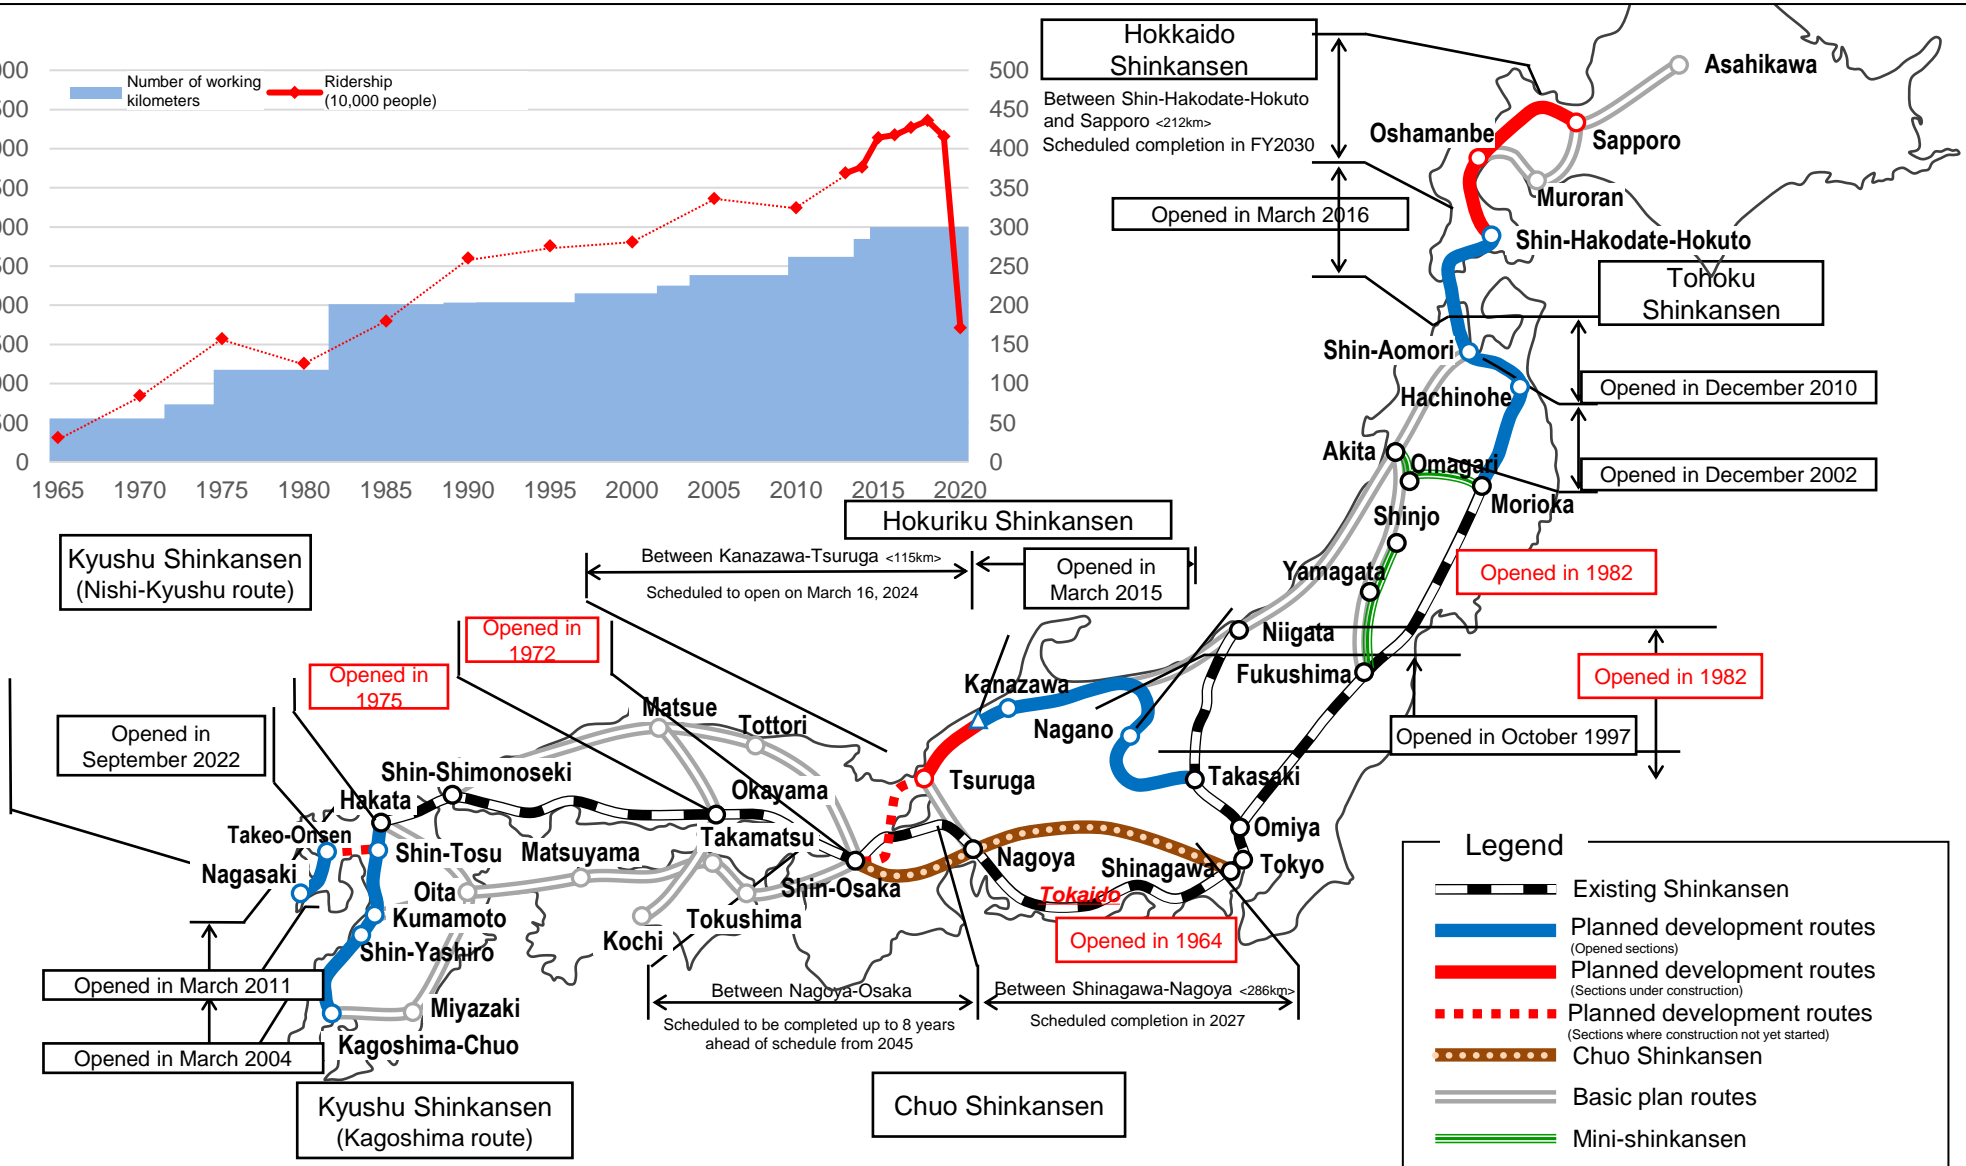 Number of working
kilometers
Ridership
(10,000 people)
000
500
000
500
000
500
000
500
000
500
0
500
450
400
350
300
250
200
150
100
50
0
1965 1970 1975 1980 1985 1990 1995 2000 2005 2010 2015 2020
Hokkaido
Shinkansen
Between Shin-Hakodate-Hokuto
and Sapporo <212km>
Scheduled completion in FY2030
Opened in March 2016
Asahikawa
Sapporo
Oshamanbe
Muroran
Shin-Hakodate-Hokuto
Tohoku
Shinkansen
Shin-Aomori
Hachinohe
Opened in December 2010
Akita
Omagari
Opened in December 2002
Morioka
Shinjo
Yamagata
Opened in 1982
Niigata
Fukushima
Opened in 1982
Opened in October 1997
Hokuriku Shinkansen
Between Kanazawa-Tsuruga <115km>
Scheduled to open on March 16, 2024
Opened in
March 2015
Kyushu Shinkansen
(Nishi-Kyushu route)
Opened in
1972
Opened in
1975
Opened in
September 2022
Kanazawa
Nagano
Takasaki
Tsuruga
Omiya
Tokyo
Shinagawa
Nagoya
Tokaido
Opened in 1964
Matsue
Tottori
Shin-Shimonoseki
Okayama
Hakata
Takamatsu
Takeo-Onsen
Shin-Tosu
Matsuyama
Nagasaki
Oita
Shin-Osaka
Kumamoto
Tokushima
Shin-Yashiro
Kochi
Opened in March 2011
Miyazaki
Opened in March 2004
Kagoshima-Chuo
Between Nagoya-Osaka
Scheduled to be completed up to 8 years
ahead of schedule from 2045
Between Shinagawa-Nagoya <286km>
Scheduled completion in 2027
Kyushu Shinkansen
(Kagoshima route)
Chuo Shinkansen
Legend
Existing Shinkansen
Planned development routes
(Opened sections)
Planned development routes
(Sections under construction)
Planned development routes
(Sections where construction not yet started)
Chuo Shinkansen
Basic plan routes
Mini-shinkansen